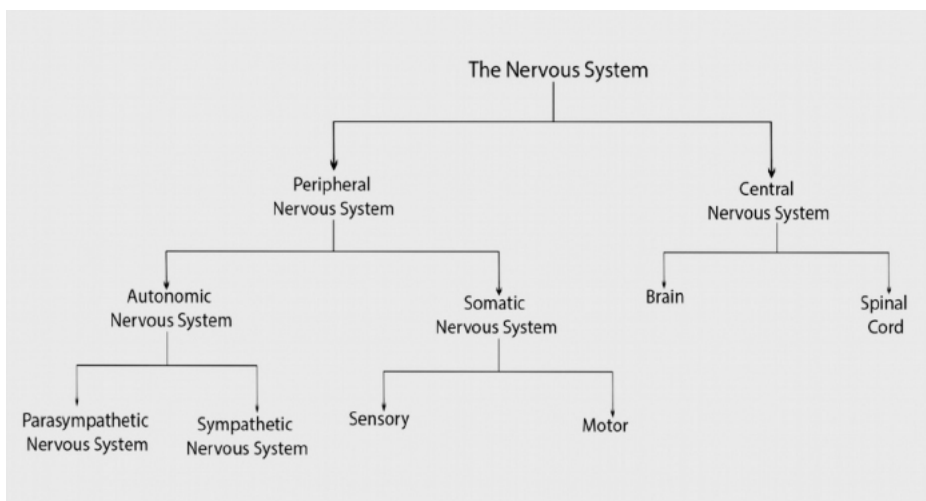 The Nervous System
Peripheral
Nervous System
Central
Nervous System
Autonomic
Nervous System
Somatic
Nervous System
Brain
Spinal
Cord
Parasympathetic
Nervous System
Sympathetic
Nervous System
Sensory
Motor